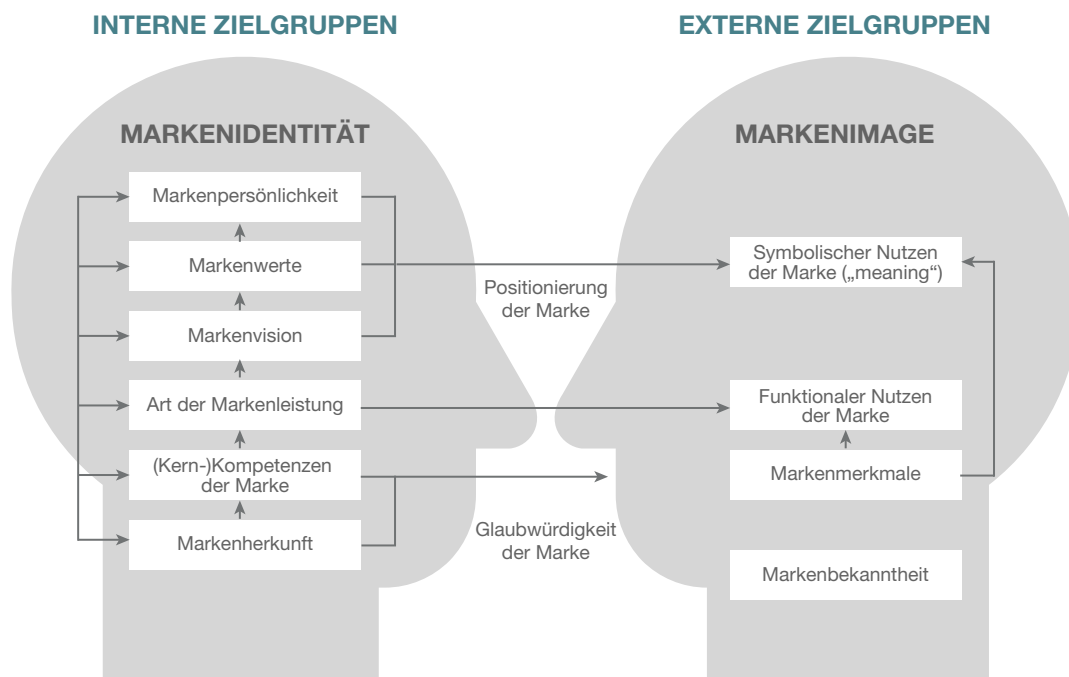 INTERNE ZIELGRUPPEN
EXTERNE ZIELGRUPPEN
MARKENIDENTITÄT
Markenpersönlichkeit
Markenwerte
Markenvision
Art der Markenleistung
(Kern-)Kompetenzen
der Marke
Markenherkunft
Positionierung
der Marke
Glaubwürdigkeit
der Marke
MARKENIMAGE
Symbolischer Nutzen
der Marke („meaning“)
Funktionaler Nutzen
der Marke
Markenmerkmale
Markenbekanntheit